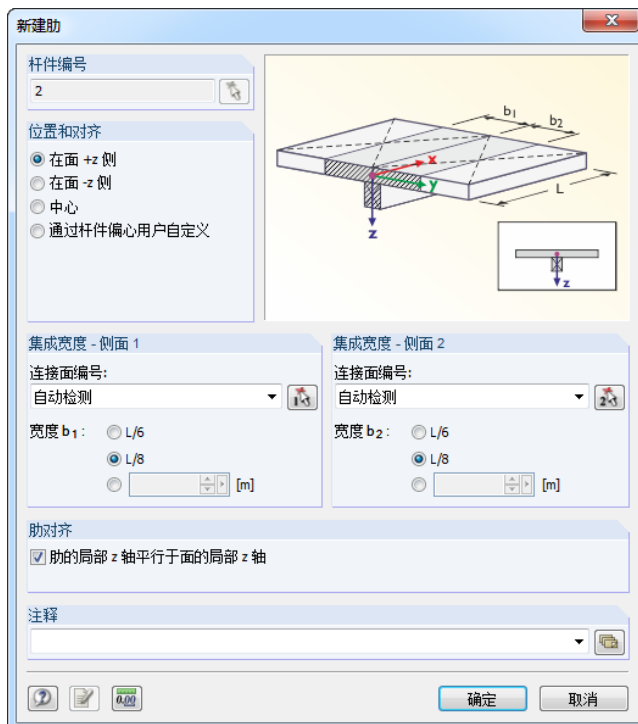 新建肋
杆件编号
2
位置和对齐
在面 +z 侧
在面 -z 侧
中心
通过杆件偏心用户自定义
b1
b2
x
y
L
z
z
集成宽度 - 侧面 1
连接面编号:
自动检测
1
宽度 b1:
L/6
L/8
[m]
集成宽度 - 侧面 2
连接面编号:
自动检测
2
宽度 b2:
L/6
L/8
[m]
肋对齐
肋的局部 z 轴平行于面的局部 z 轴
注释
0.00
确定
取消